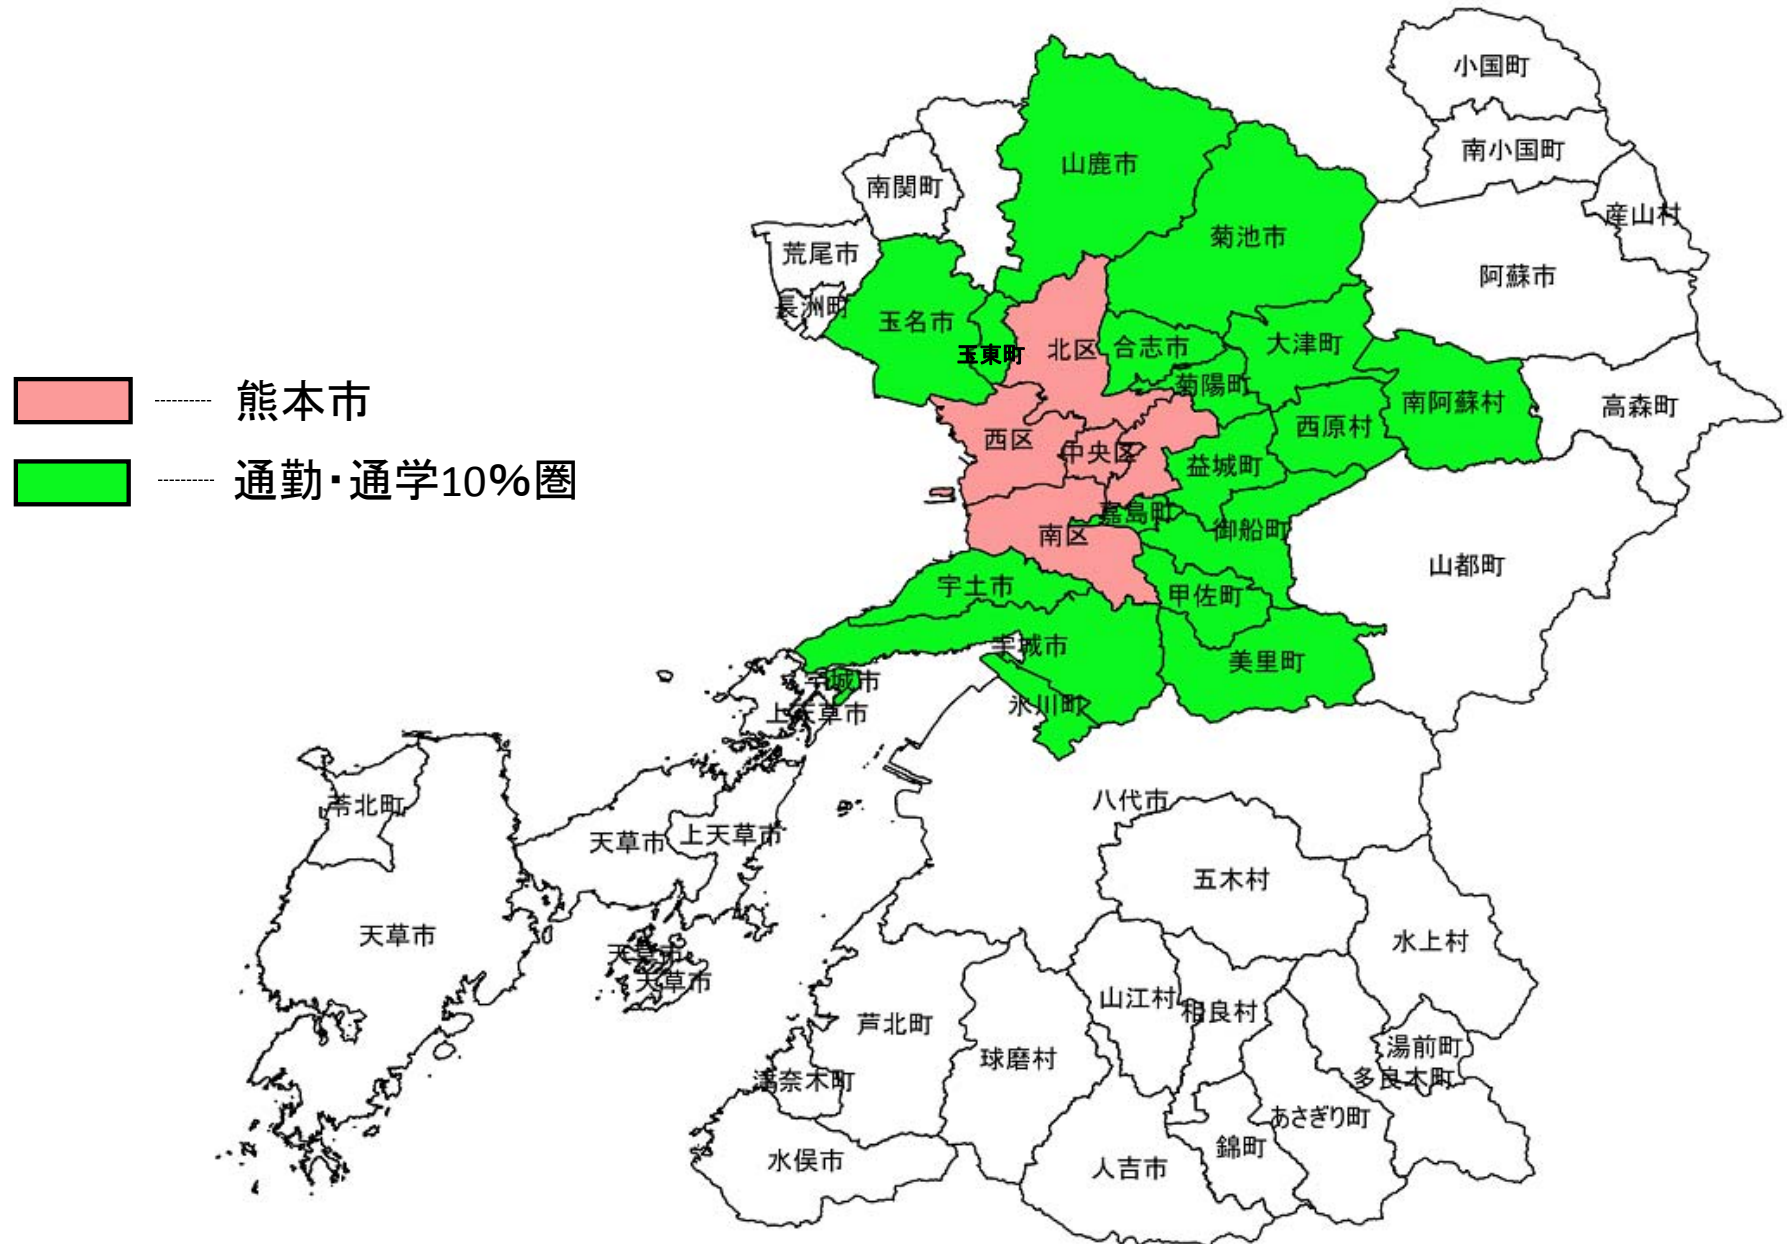 小国町
南小国町
山鹿市
南関町
産山村
菊池市
荒尾市
阿蘇市
長洲町
玉名市
大津町
玉東町
北区
合志市
菊陽町
熊本市
南阿蘇村
高森町
西原村
西区
中央区
益城町
通勤・通学10%圏
嘉島町
御船町
南区
山都町
宇土市
甲佐町
宇城市
美里町
宇城市
氷川町
上天草市
苓北町
八代市
天草市
上天草市
五木村
天草市
水上村
天草市
天草市
山江村
相良村
芦北町
湯前町
球磨村
多良木町
津奈木町
あさぎり町
錦町
水俣市
人吉市